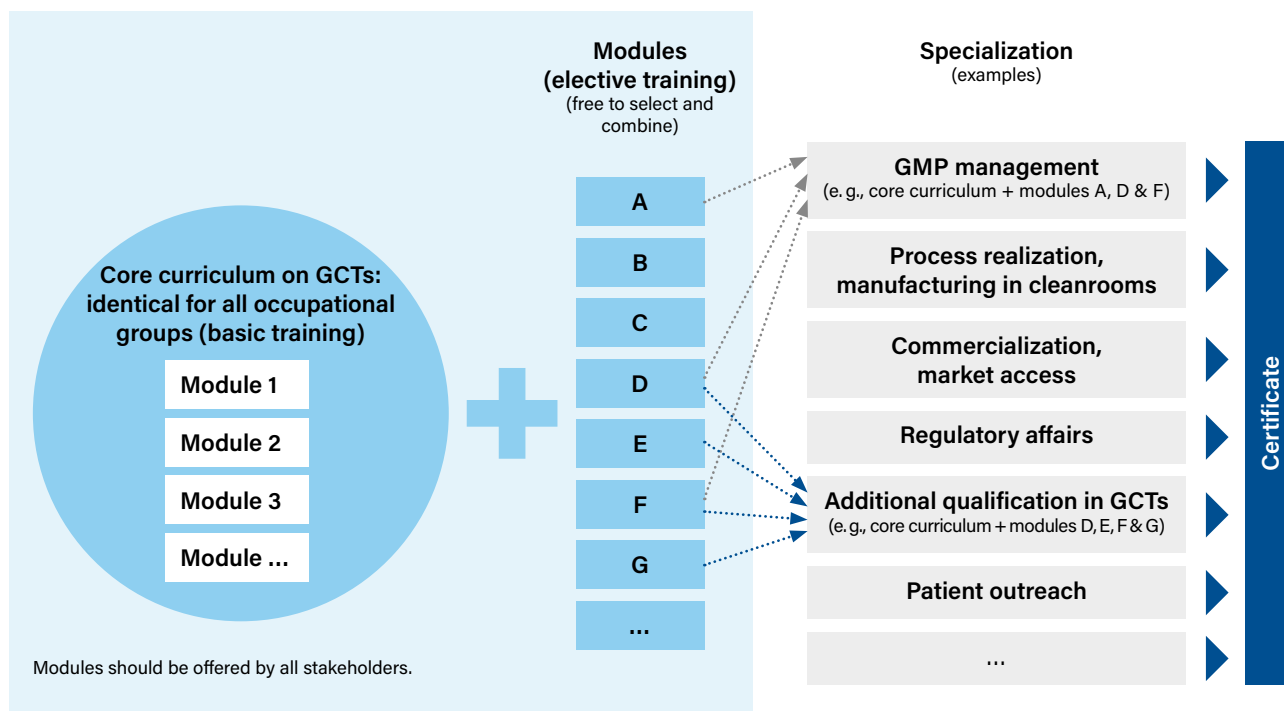 Modules
(elective training)
(free to select and
combine)
Specialization
(examples)
Core curriculum on GCTs:
identical for all occupational
groups (basic training)
Module 1
Module 2
Module 3
Module ...
Modules should be offered by all stakeholders.
A
B
C
D
E
F
G
...
GMP management
(e. g., core curriculum + modules A, D & F)
Process realization,
manufacturing in cleanrooms
Commercialization,
market access
Regulatory affairs
Additional qualification in GCTs
(e. g., core curriculum + modules D, E, F & G)
Patient outreach
...
Certificate